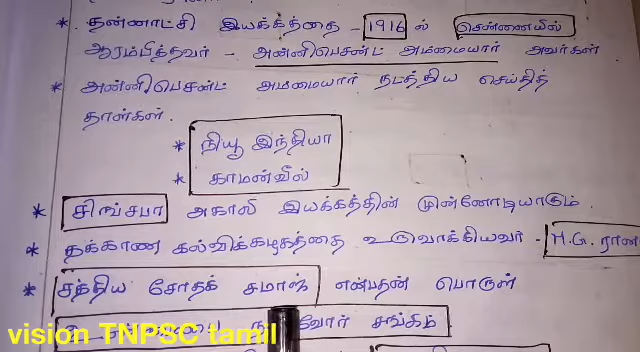 * தன்னாட்சி இயக்கத்தை - 1916 ல் சென்னையில்
ஆரம்பித்தவர் - அன்னிபெசன்ட் அம்மையார் அவர்கள்
* அன்னிபெசன்ட் அம்மையார் நடத்திய செய்தித்
தாள்கள்.
* நியூ இந்தியா
* காமன்வீல்
* சிங்சபா அகாலி இயக்கத்தின் முன்னோடியாகும்.
* தக்காண கல்விக்கழகத்தை உருவாக்கியவர் - M.G. ரான
* சத்திய சோதக் சமாஜ் என்பதன் பொருள்
சங்கம்
vision TNPSC tamil